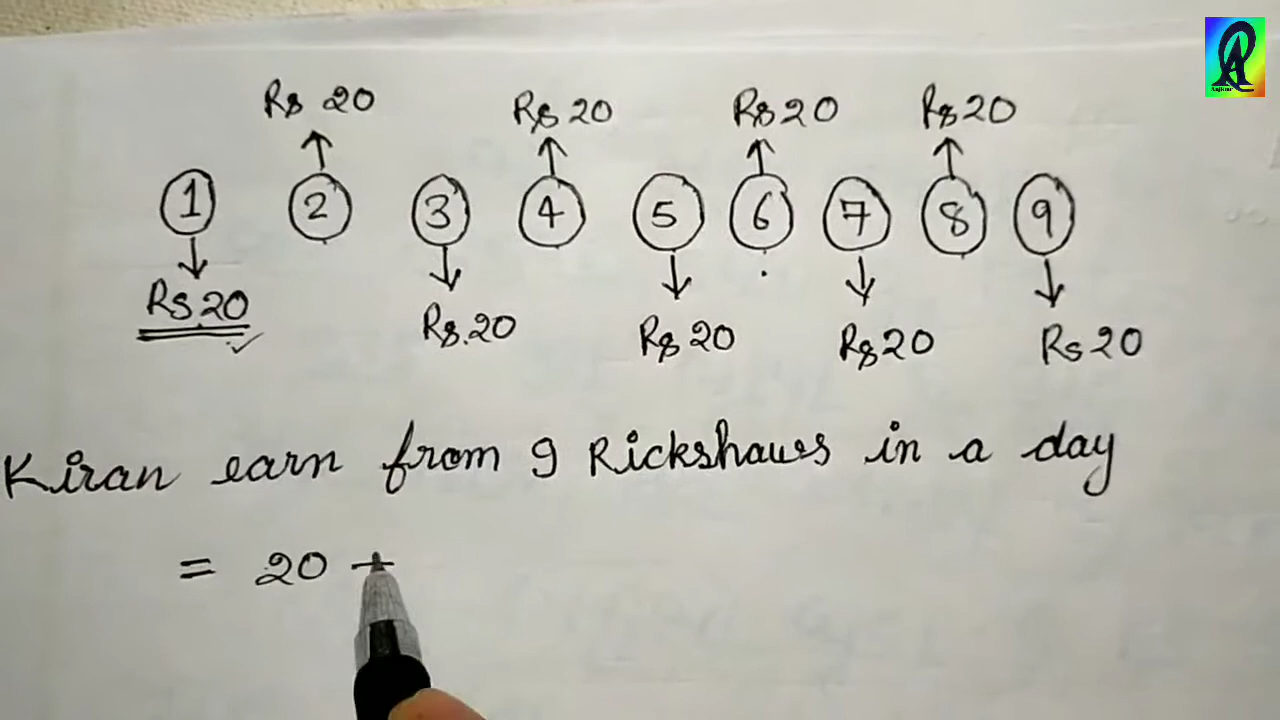 Rs 20 Rs 20 Rs 20 Rs 20
1 2 3 4 5 6 7 8 9
Rs.20 Rs.20 Rs 20 Rs 20 Rs 20
Kiran earn from 9 Rickshaws in a day
= 20 +